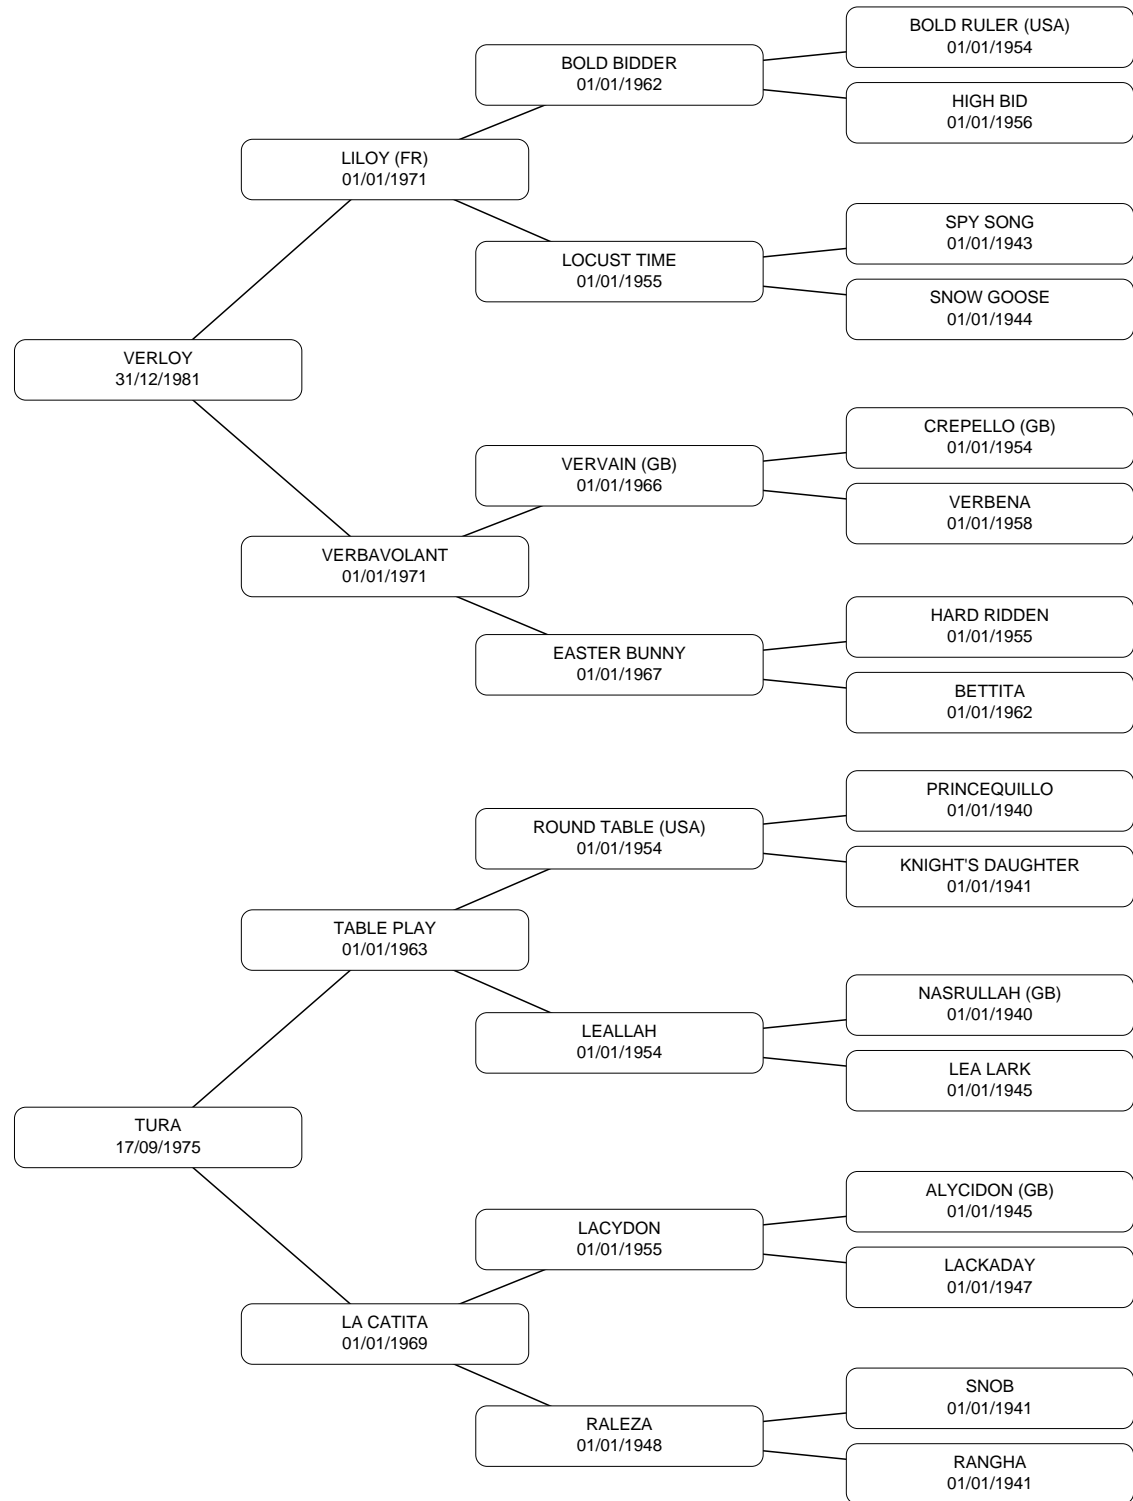 BOLD RULER (USA)
01/01/1954
BOLD BIDDER
01/01/1962
HIGH BID
01/01/1956
LILOY (FR)
01/01/1971
SPY SONG
01/01/1943
LOCUST TIME
01/01/1955
SNOW GOOSE
01/01/1944
VERLOY
31/12/1981
CREPELLO (GB)
01/01/1954
VERVAIN (GB)
01/01/1966
VERBENA
01/01/1958
VERBAVOLANT
01/01/1971
HARD RIDDEN
01/01/1955
EASTER BUNNY
01/01/1967
BETTITA
01/01/1962
PRINCEQUILLO
01/01/1940
ROUND TABLE (USA)
01/01/1954
KNIGHT'S DAUGHTER
01/01/1941
TABLE PLAY
01/01/1963
NASRULLAH (GB)
01/01/1940
LEALLAH
01/01/1954
LEA LARK
01/01/1945
TURA
17/09/1975
ALYCIDON (GB)
01/01/1945
LACYDON
01/01/1955
LACKADAY
01/01/1947
LA CATITA
01/01/1969
SNOB
01/01/1941
RALEZA
01/01/1948
RANGHA
01/01/1941